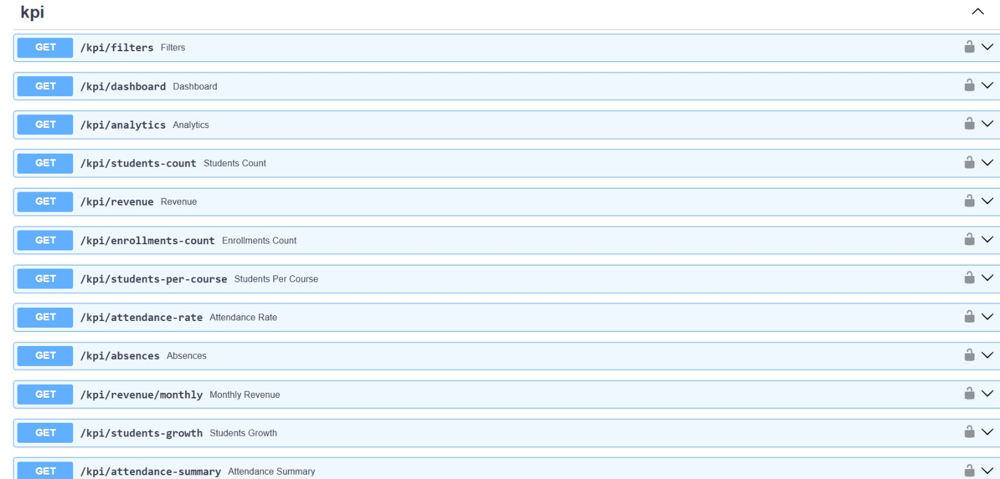 kpi
GET /kpi/filters Filters
GET /kpi/dashboard Dashboard
GET /kpi/analytics Analytics
GET /kpi/students-count Students Count
GET /kpi/revenue Revenue
GET /kpi/enrollments-count Enrollments Count
GET /kpi/students-per-course Students Per Course
GET /kpi/attendance-rate Attendance Rate
GET /kpi/absences Absences
GET /kpi/revenue/monthly Monthly Revenue
GET /kpi/students-growth Students Growth
GET /kpi/attendance-summary Attendance Summary